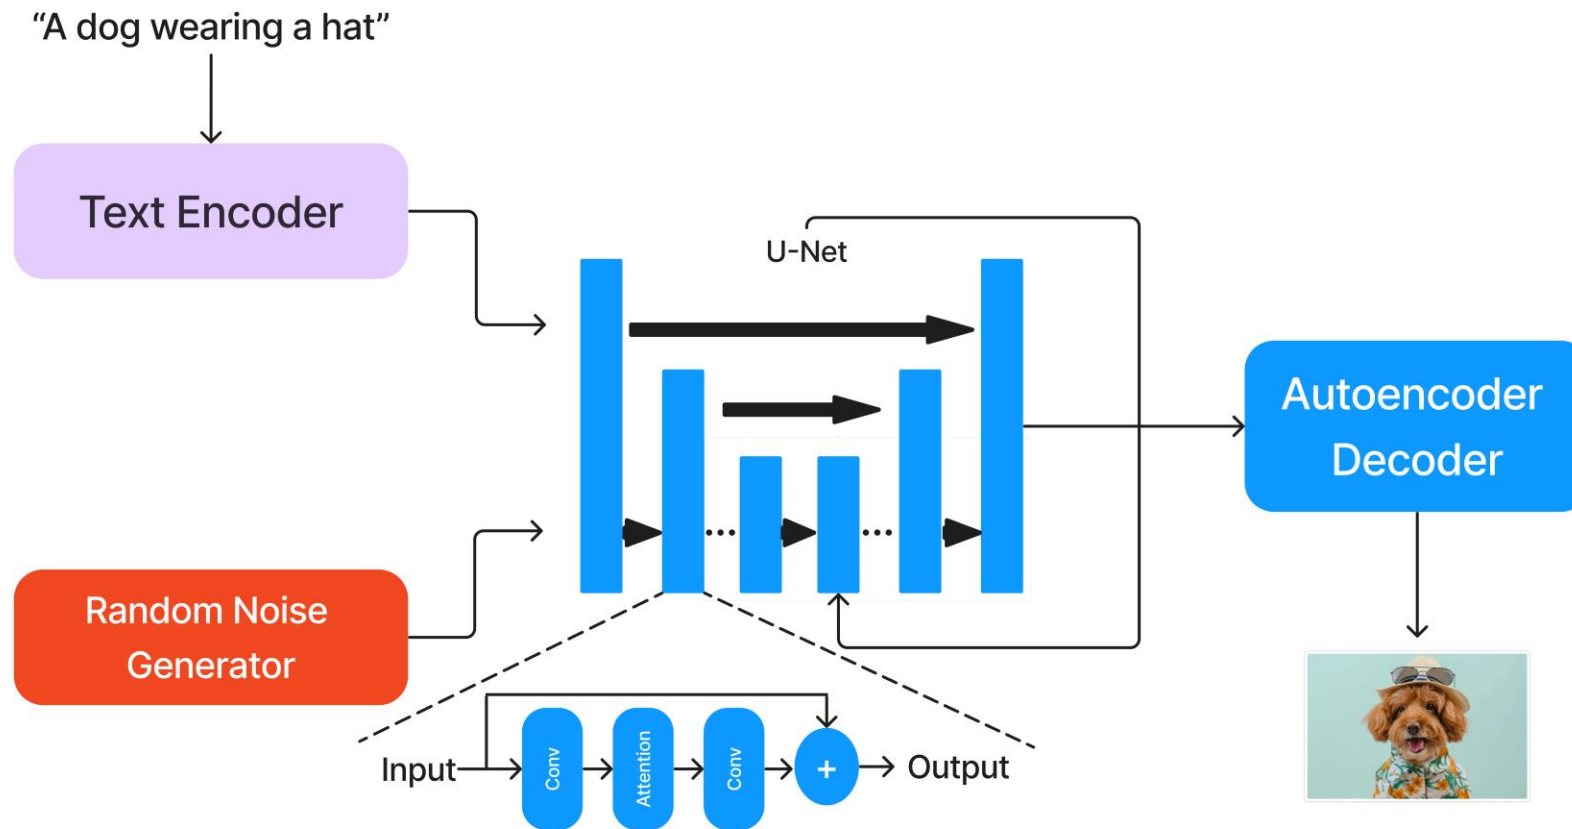 “A dog wearing a hat”
Text Encoder
U-Net
Autoencoder
Decoder
Random Noise
Generator
Input
Conv
Attention
Conv
+
Output